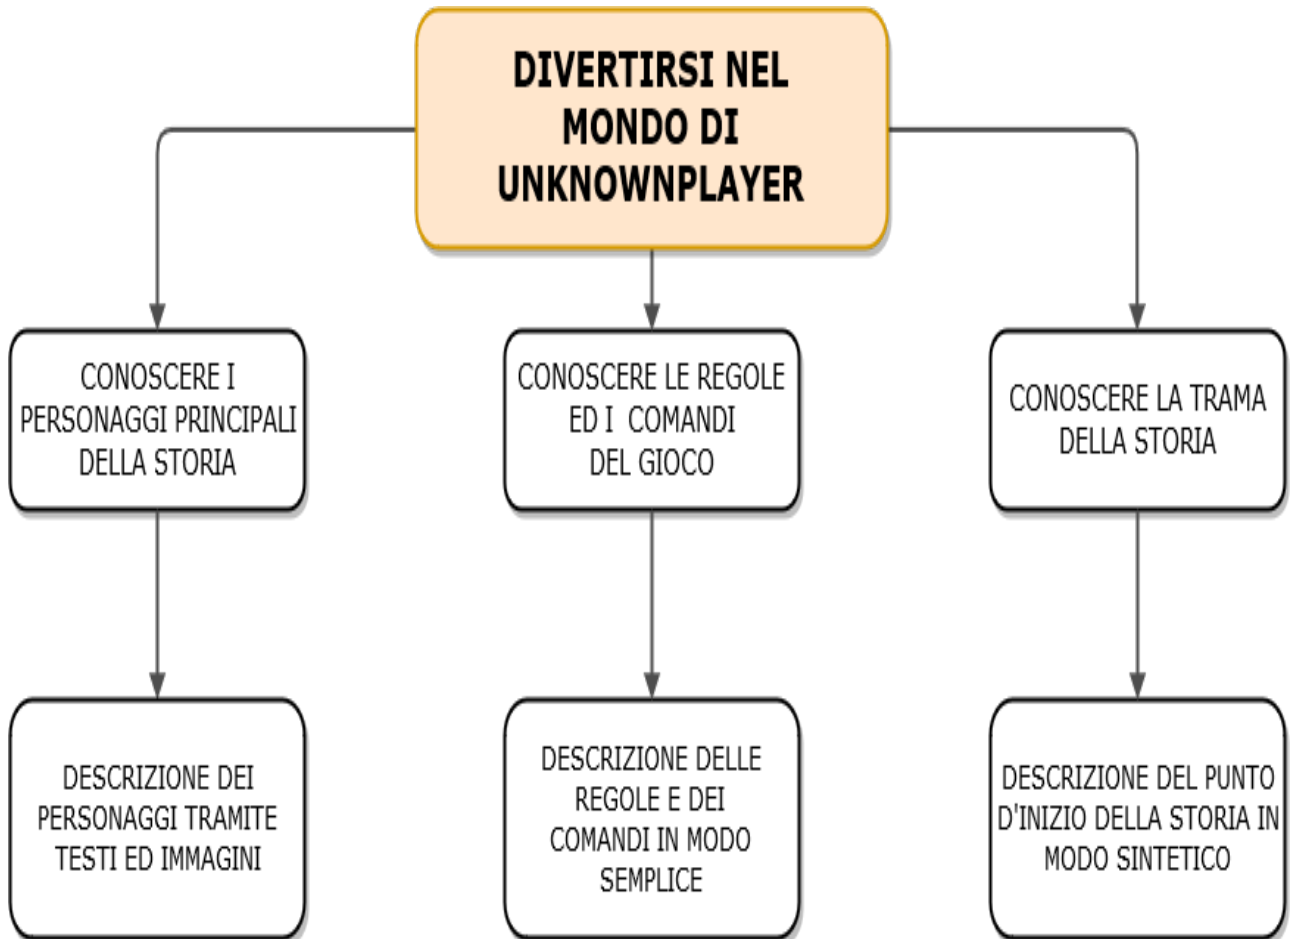 DIVERTIRSI NEL
MONDO DI
UNKNOWNPLAYER
CONOSCERE I
PERSONAGGI PRINCIPALI
DELLA STORIA
CONOSCERE LE REGOLE
ED I COMANDI
DEL GIOCO
CONOSCERE LA TRAMA
DELLA STORIA
DESCRIZIONE DEI
PERSONAGGI TRAMITE
TESTI ED IMMAGINI
DESCRIZIONE DELLE
REGOLE E DEI
COMANDI IN MODO
SEMPLICE
DESCRIZIONE DEL PUNTO
D'INIZIO DELLA STORIA IN
MODO SINTETICO